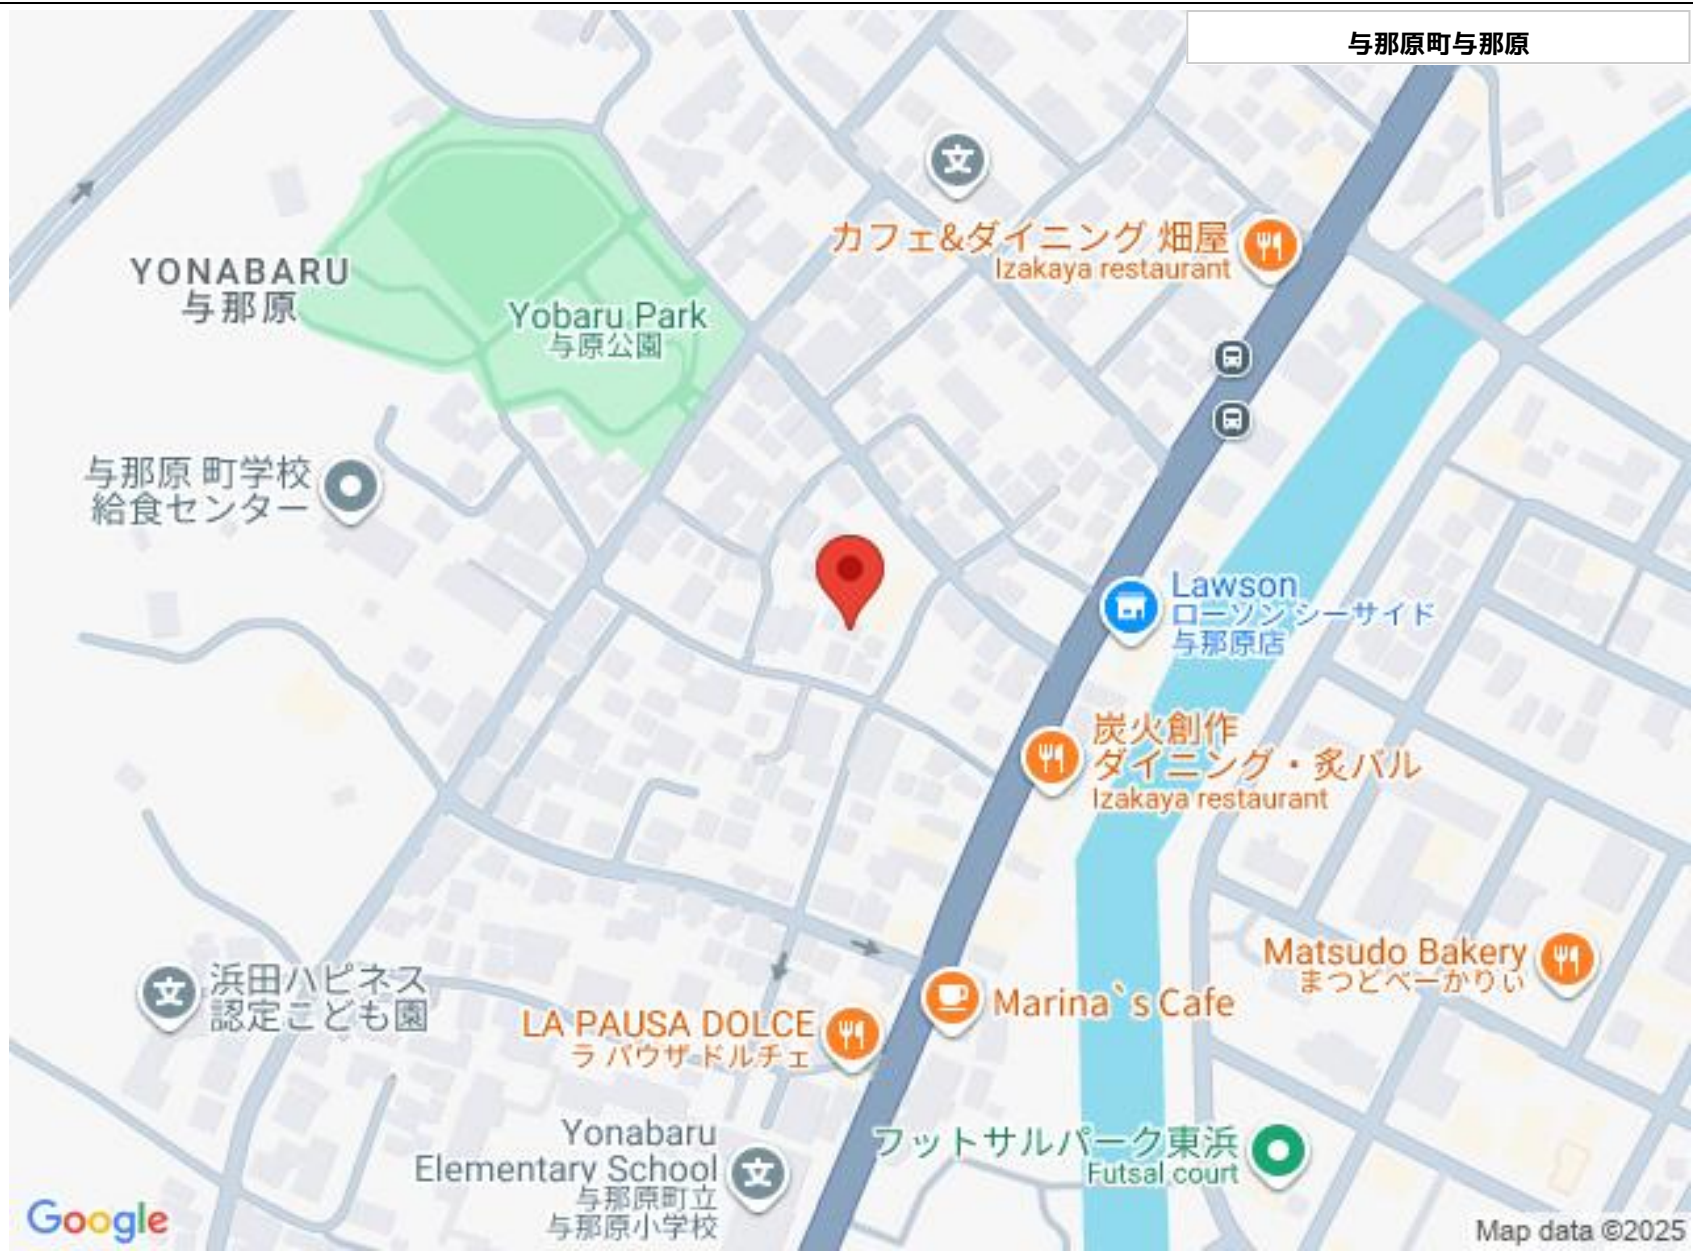 与那原町与那原
文
カフェ&ダイニング 畑屋
Izakaya restaurant
YONABARU
与那原
Yobaru Park
与原公園
与那原 町学校
給食センター
Lawson
ローソン シーサイド
与那原店
炭火創作
ダイニング・炙バル
Izakaya restaurant
Matsudo Bakery
まつどべーかりぃ
文
浜田ハピネス
認定こども園
Marina`s Cafe
LA PAUSA DOLCE
ラ パウザ ドルチェ
Yonabaru
Elementary School
与那原町立
与那原小学校
文
フットサルパーク東浜
Futsal court
Google
Map data ©2025